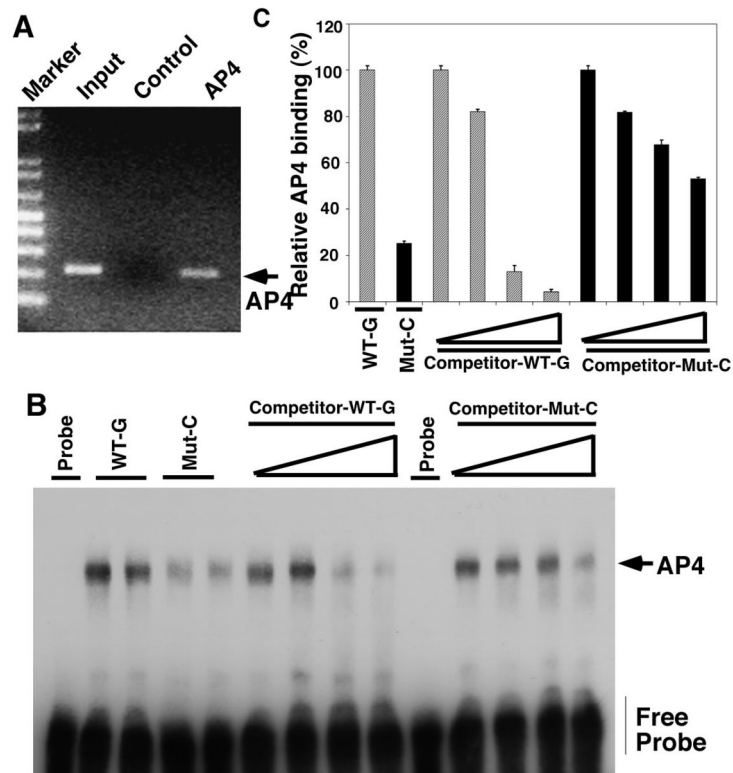 A
Marker
Input
Control
AP4
AP4
C
Relative AP4 binding (%)
120
100
80
60
40
20
0
WT-G
Mut-C
Competitor-WT-G
Competitor-Mut-C
B
Probe
WT-G
Mut-C
Competitor-WT-G
Probe
Competitor-Mut-C
AP4
Free
Probe